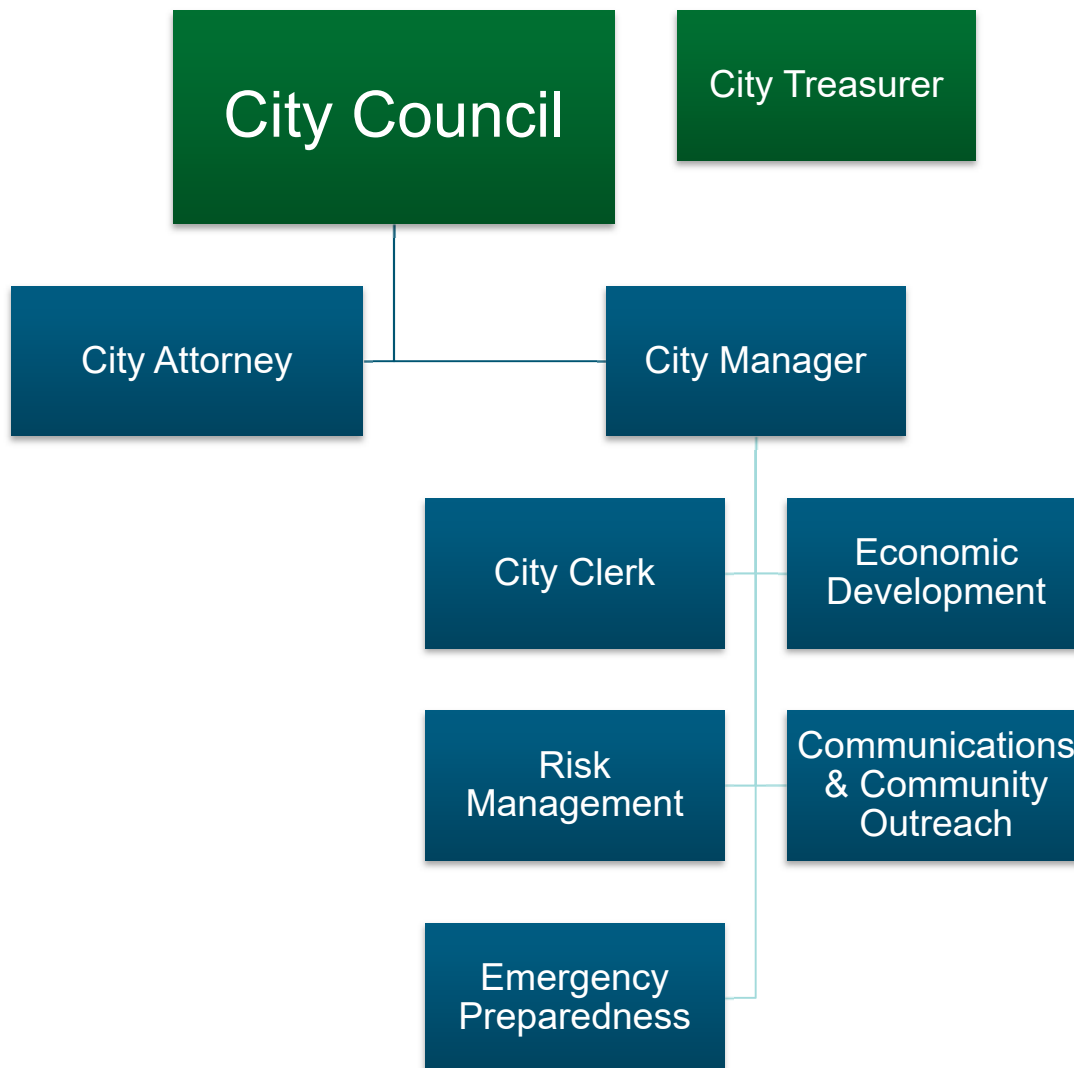 City Council
City Treasurer
City Attorney
City Manager
City Clerk
Economic
Development
Risk
Management
Communications
& Community
Outreach
Emergency
Preparedness